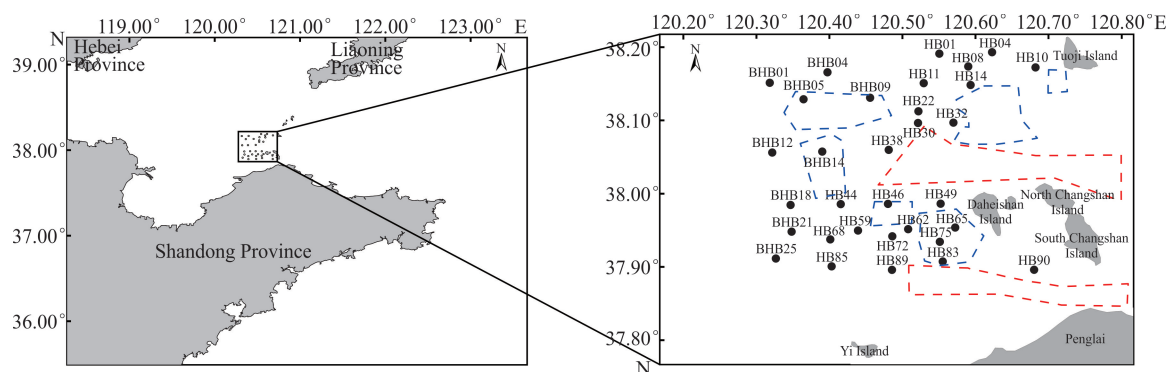 119.00° 120.00° 121.00° 122.00° 123.00° E
N
39.00°
38.00°
37.00°
36.00°
Hebei
Province
Liaoning
Province
N
Shandong Province
120.20° 120.32° 120.40° 120.50° 120.60° 120.70° 120.80° E
38.20°
38.10°
38.00°
37.90°
37.80°
N
N
HB01
HB04
HB08
HB10
Tuoji Island
BHB01
BHB04
HB11
HB14
BHB05
BHB09
HB22
HB32
HB30
BHB12
BHB14
HB38
BHB18
HB44
HB46
HB49
Daheishan
Island
North Changshan
Island
BHB21
HB59
HB62
HB65
HB68
HB72
HB75
South Changshan
Island
BHB25
HB85
HB89
HB83
HB90
Yi Island
Penglai